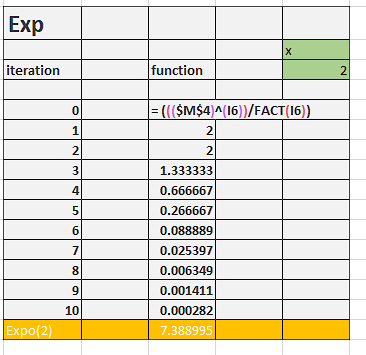 Exp
x
iteration function 2
0 =((($M$4)^(I6))/FACT(I6))
1 2
2 2
3 1.333333
4 0.666667
5 0.266667
6 0.088889
7 0.025397
8 0.006349
9 0.001411
10 0.000282
Expo(2) 7.388995